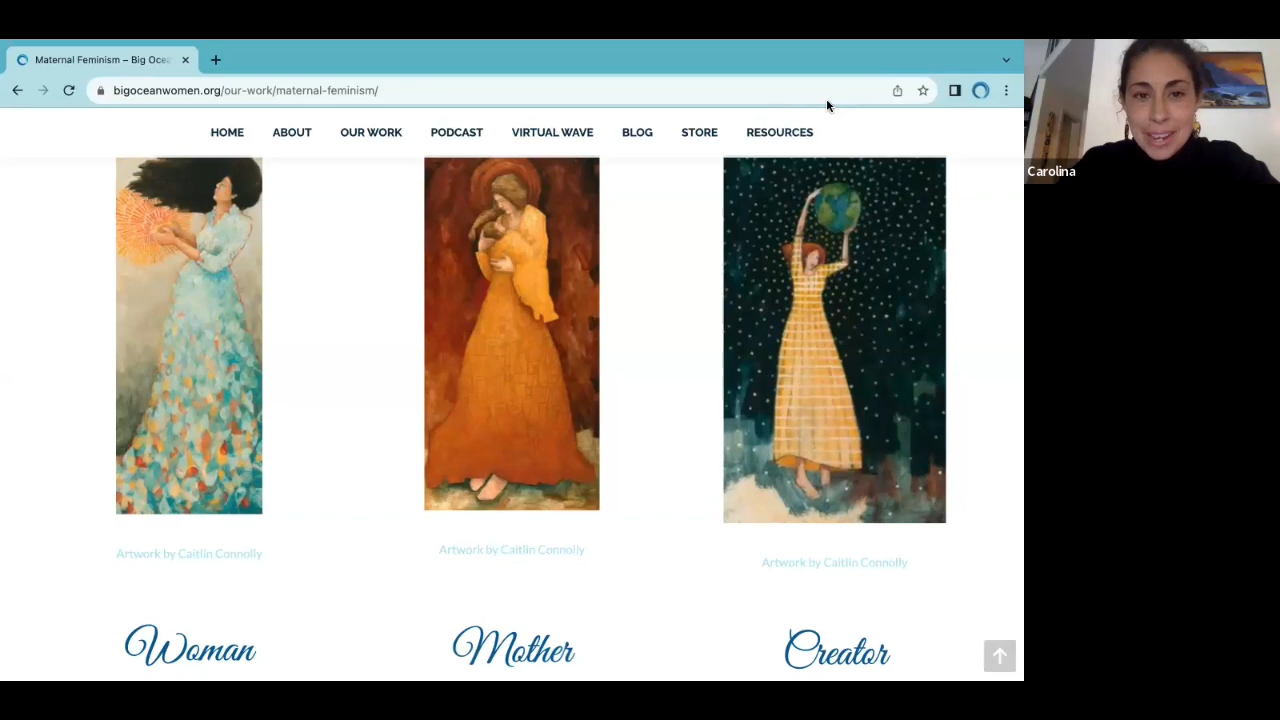 Maternal Feminism – Big Ocea
bigoceanwomen.org/our-work/maternal-feminism/
HOME ABOUT OUR WORK PODCAST VIRTUAL WAVE BLOG STORE RESOURCES
Carolina
Artwork by Caitlin Connolly Artwork by Caitlin Connolly Artwork by Caitlin Connolly
Woman Mother Creator